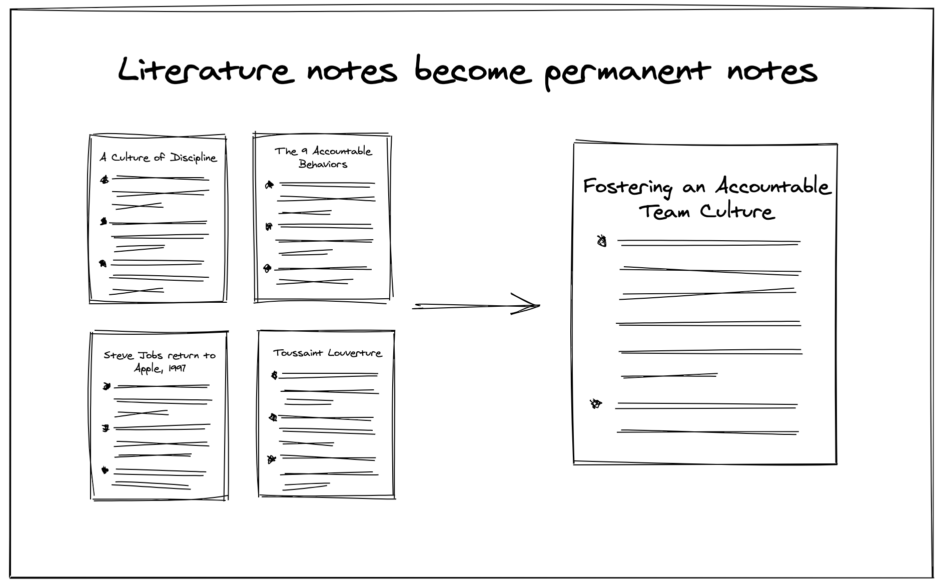 Literature notes become permanent notes
A Culture of Discipline
The 9 Accountable
Behaviors
Steve Jobs return to
Apple, 1997
Toussaint Louverture
Fostering an Accountable
Team Culture